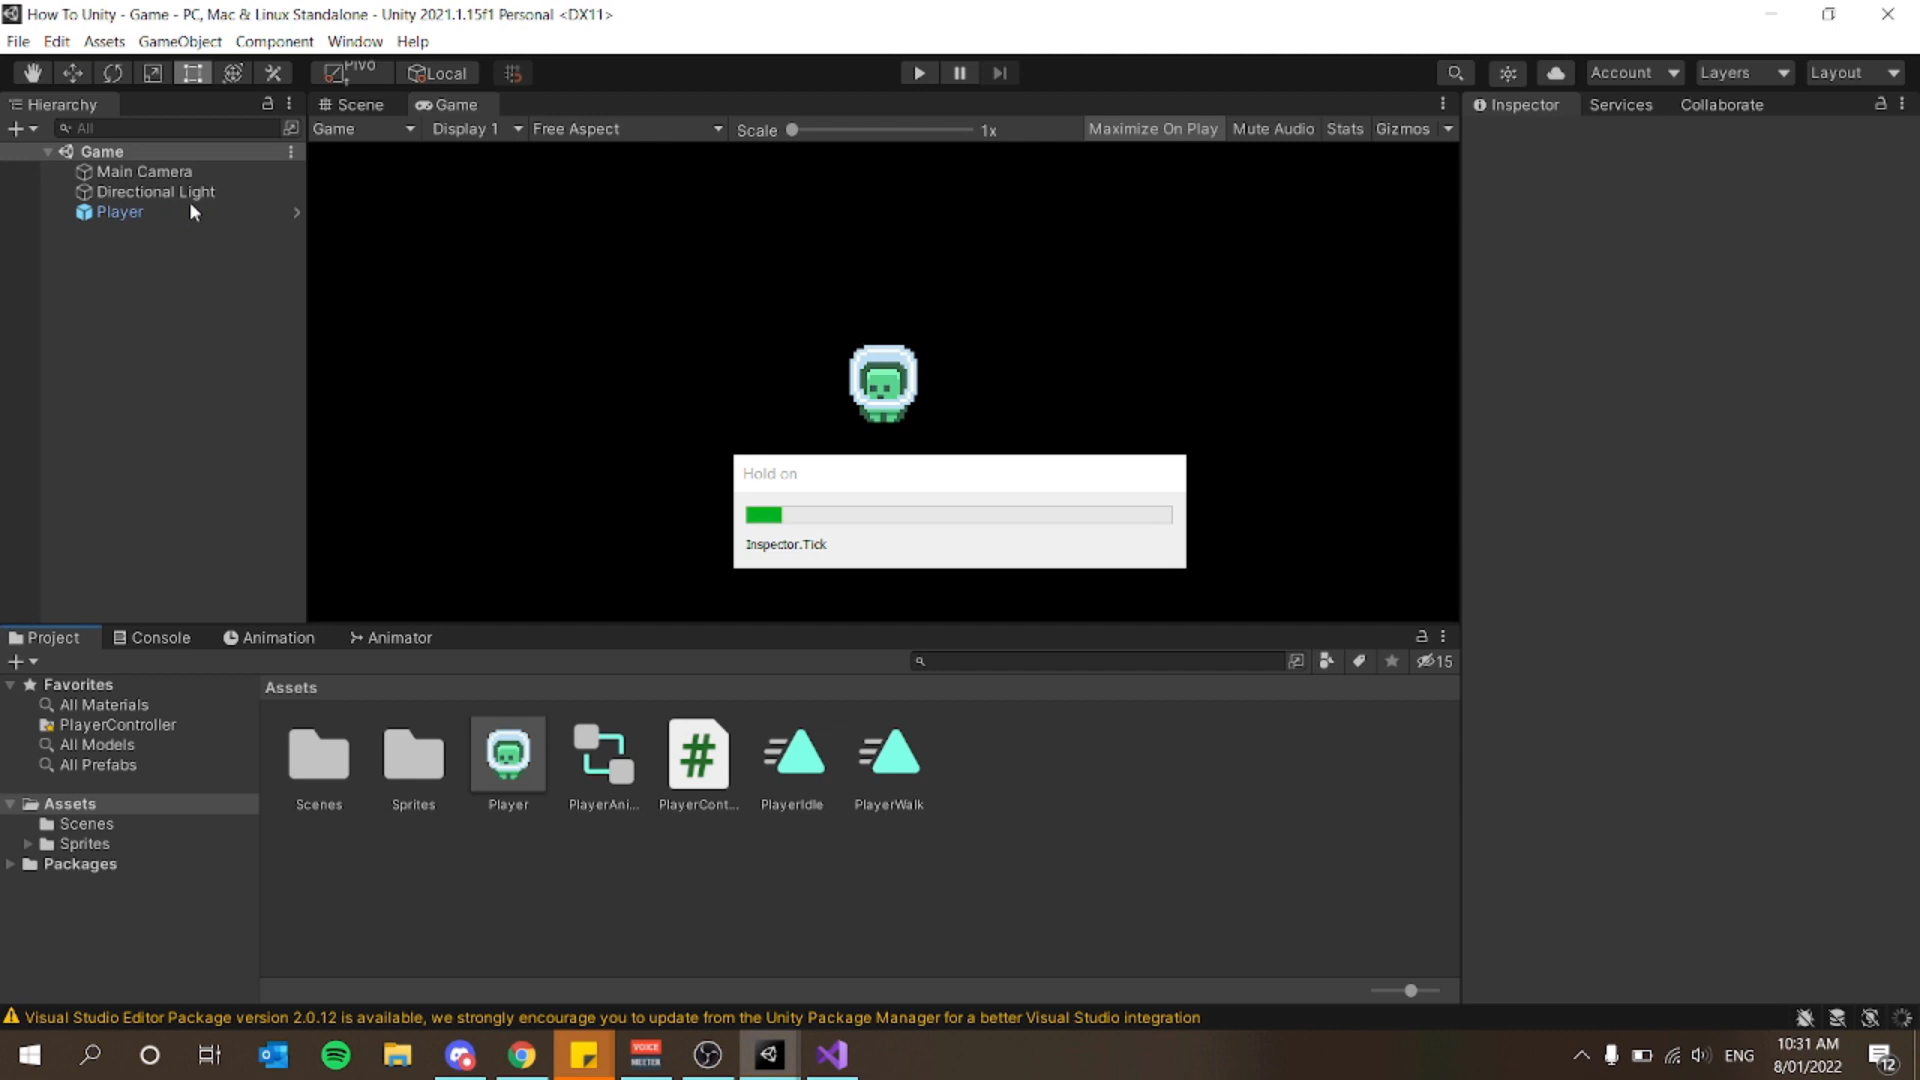 How To Unity - Game - PC, Mac & Linux Standalone - Unity 2021.1.15f1 Personal <DX11>
File Edit Assets GameObject Component Window Help
Pivot Local Account Layers Layout
Hierarchy Scene Game Inspector Services Collaborate
All Game Display 1 Free Aspect Scale 1x Maximize On Play Mute Audio Stats Gizmos
Game
Main Camera
Directional Light
Player
Hold on
Inspector.Tick
Project Console Animation Animator
15
Favorites Assets
All Materials
PlayerController
All Models
All Prefabs
Scenes Sprites Player PlayerAni... PlayerCont... PlayerIdle PlayerWalk
Assets
Scenes
Sprites
Packages
Visual Studio Editor Package version 2.0.12 is available, we strongly encourage you to update from the Unity Package Manager for a better Visual Studio integration
VOICE
MEETER
ENG
10:31 AM
8/01/2022
12